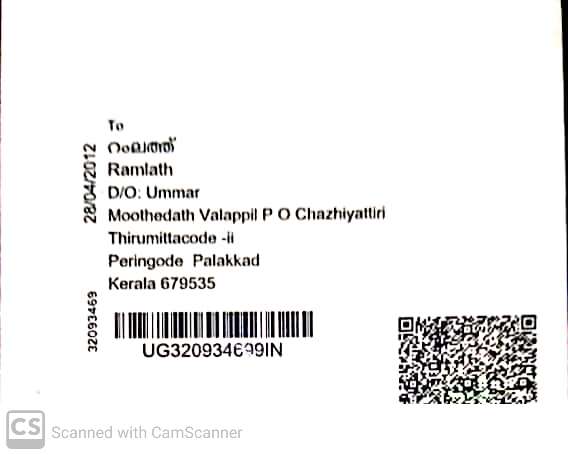 To
റംലത്ത്
Ramlath
D/O: Ummar
Moothedath Valappil P O Chazhiyattiri
Thirumittacode -ii
Peringode Palakkad
Kerala 679535
28/04/2012
32093469
UG320934699IN
CS Scanned with CamScanner